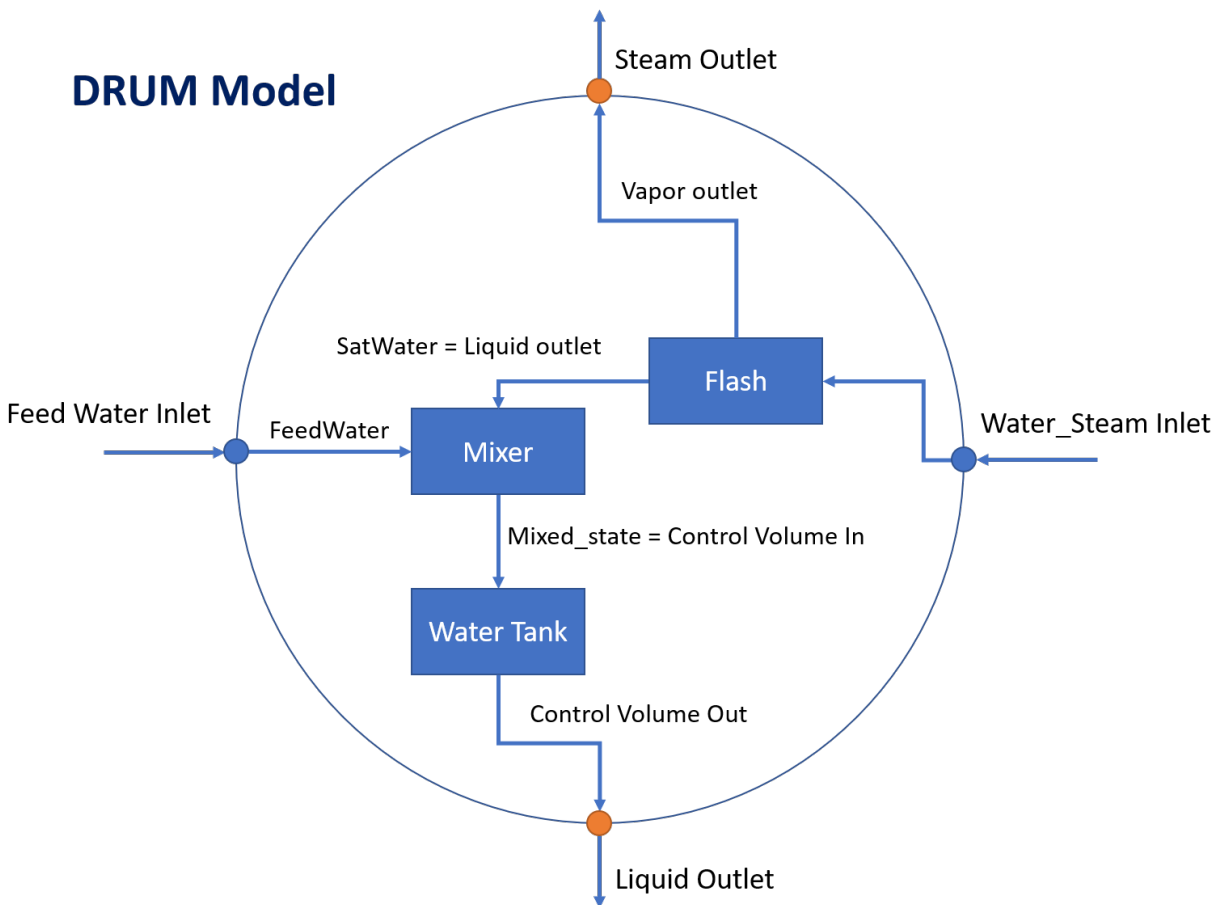 DRUM Model
Steam Outlet
Vapor outlet
SatWater = Liquid outlet
Flash
Feed Water Inlet
FeedWater
Mixer
Water_Steam Inlet
Mixed_state = Control Volume In
Water Tank
Control Volume Out
Liquid Outlet